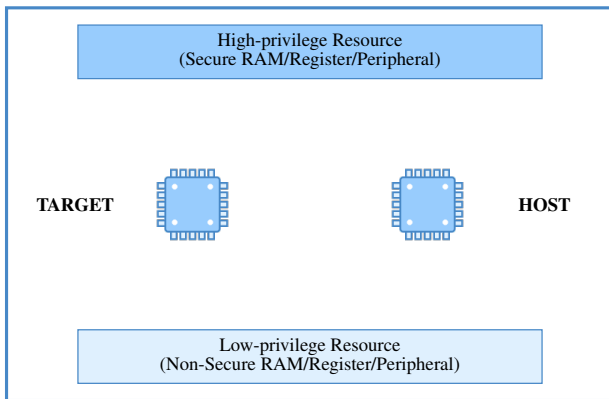 High-privilege Resource
(Secure RAM/Register/Peripheral)
TARGET
HOST
Low-privilege Resource
(Non-Secure RAM/Register/Peripheral)